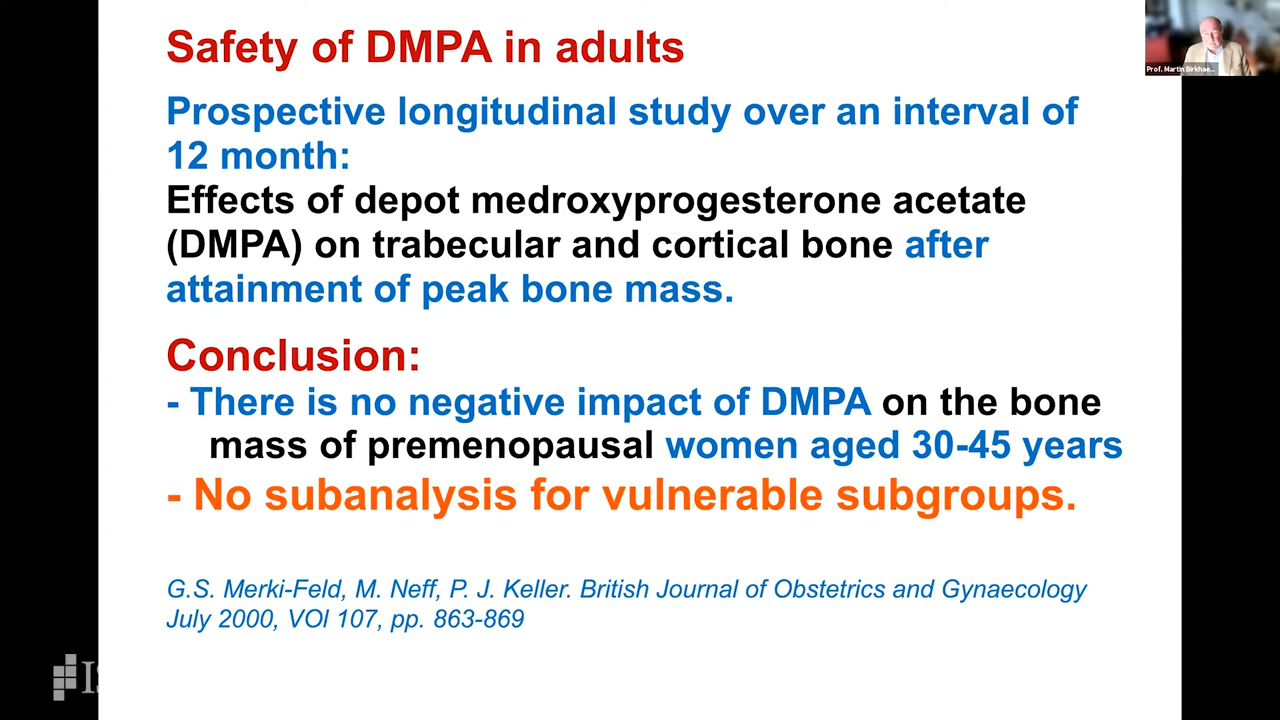 Safety of DMPA in adults
Prof. Martin Birkhae...
Prospective longitudinal study over an interval of
12 month:
Effects of depot medroxyprogesterone acetate
(DMPA) on trabecular and cortical bone after
attainment of peak bone mass.
Conclusion:
- There is no negative impact of DMPA on the bone
mass of premenopausal women aged 30-45 years
- No subanalysis for vulnerable subgroups.
G.S. Merki-Feld, M. Neff, P. J. Keller. British Journal of Obstetrics and Gynaecology
July 2000, VOl 107, pp. 863-869